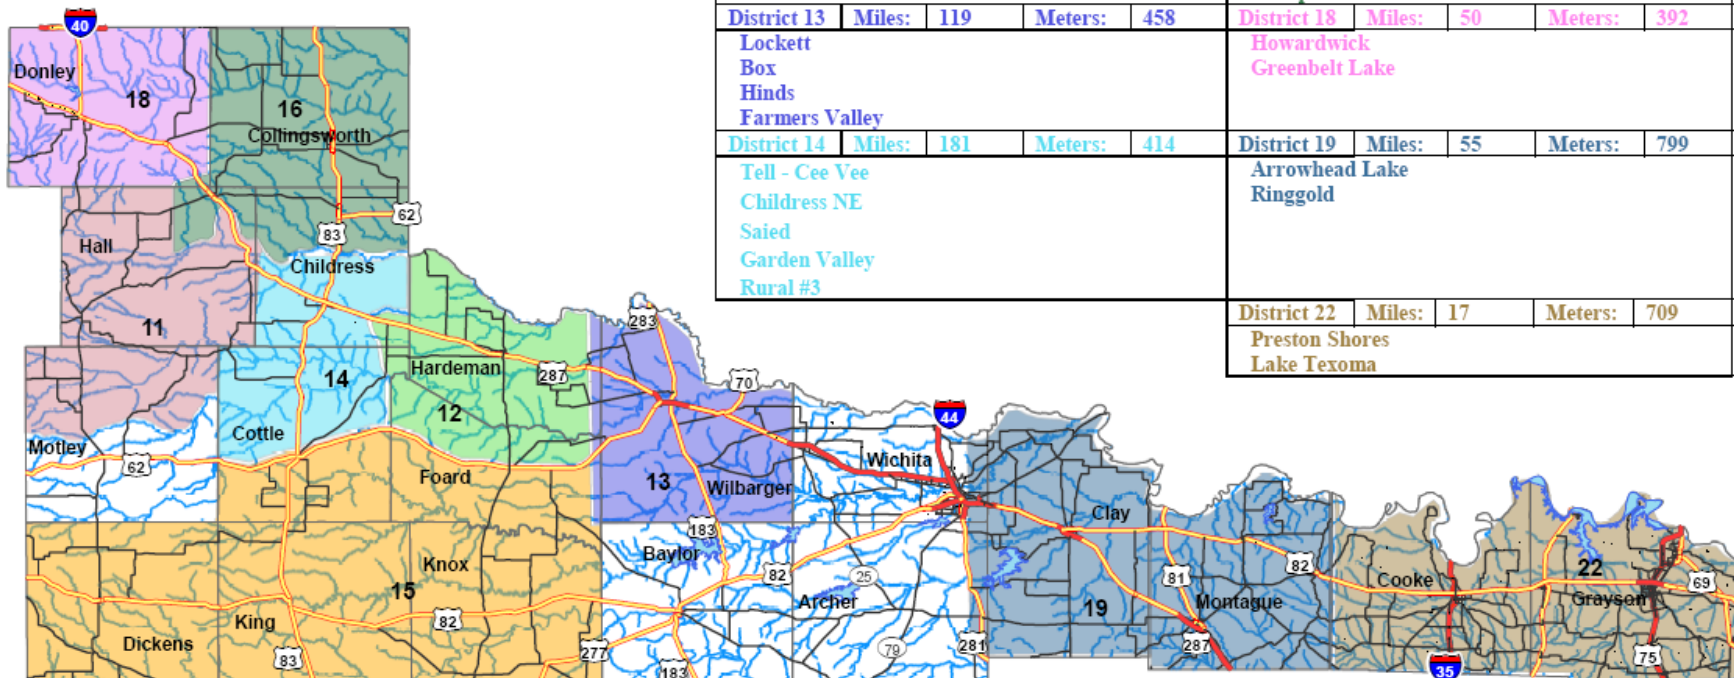 District 13 Miles: 119 Meters: 458
Lockett
Box
Hinds
Farmers Valley
District 14 Miles: 181 Meters: 414
Tell - Cee Vee
Childress NE
Saied
Garden Valley
Rural #3
District 18 Miles: 50 Meters: 392
Howardwick
Greenbelt Lake
District 19 Miles: 55 Meters: 799
Arrowhead Lake
Ringgold
District 22 Miles: 17 Meters: 709
Preston Shores
Lake Texoma
40
Donley
18
16
Collingsworth
62
83
Hall
Childress
11
283
14
Hardeman
287
70
12
44
Cottle
Motley
62
Foard
Wichita
13
Wilbarger
183
Clay
Baylor
Knox
82
25
82
81
Cooke
22
69
15
Archer
19
Montague
Grayson
King
82
Dickens
83
277
79
281
287
75
183
35